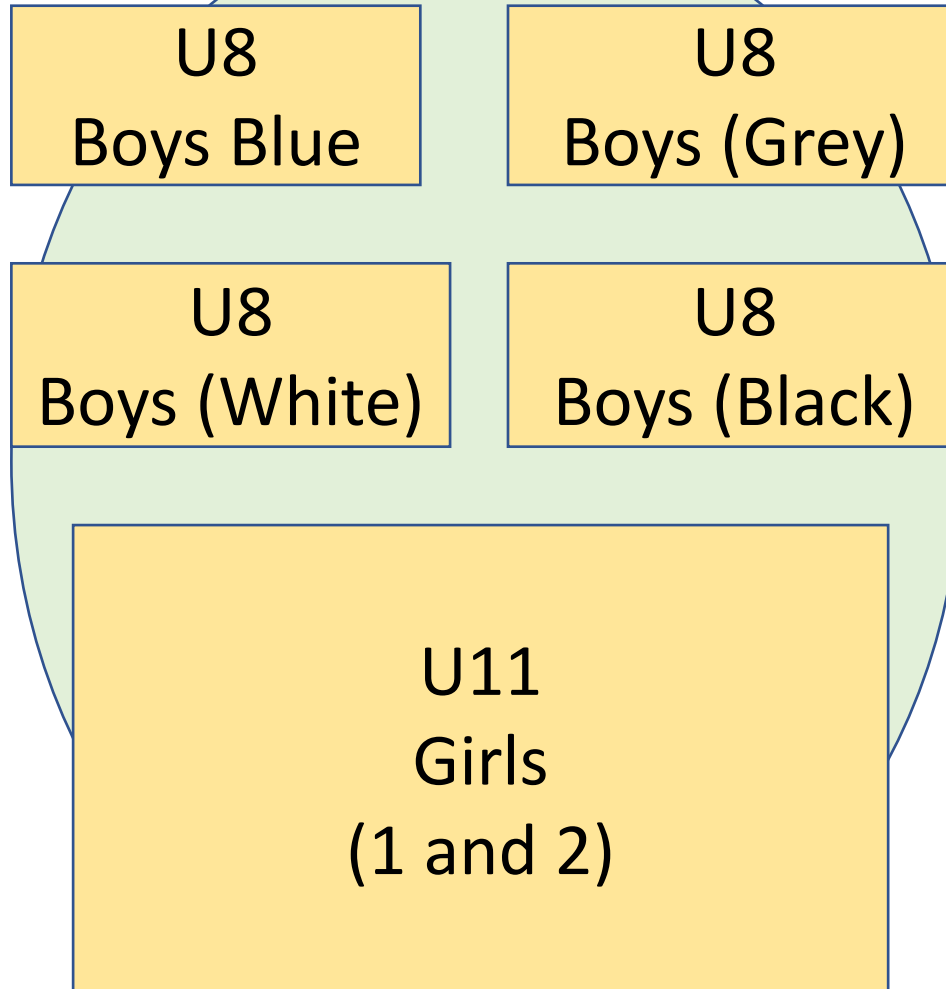 U8
Boys Blue
U8
Boys (Grey)
U8
Boys (White)
U8
Boys (Black)
U11
Girls
(1 and 2)